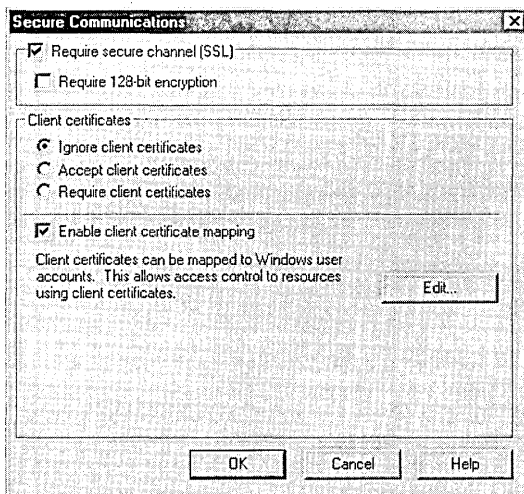 Secure Communications
Require secure channel (SSL)
Require 128-bit encryption
Client certificates
Ignore client certificates
Accept client certificates
Require client certificates
Enable client certificate mapping
Client certificates can be mapped to Windows user
accounts. This allows access control to resources
using client certificates.
Edit...
OK
Cancel
Help